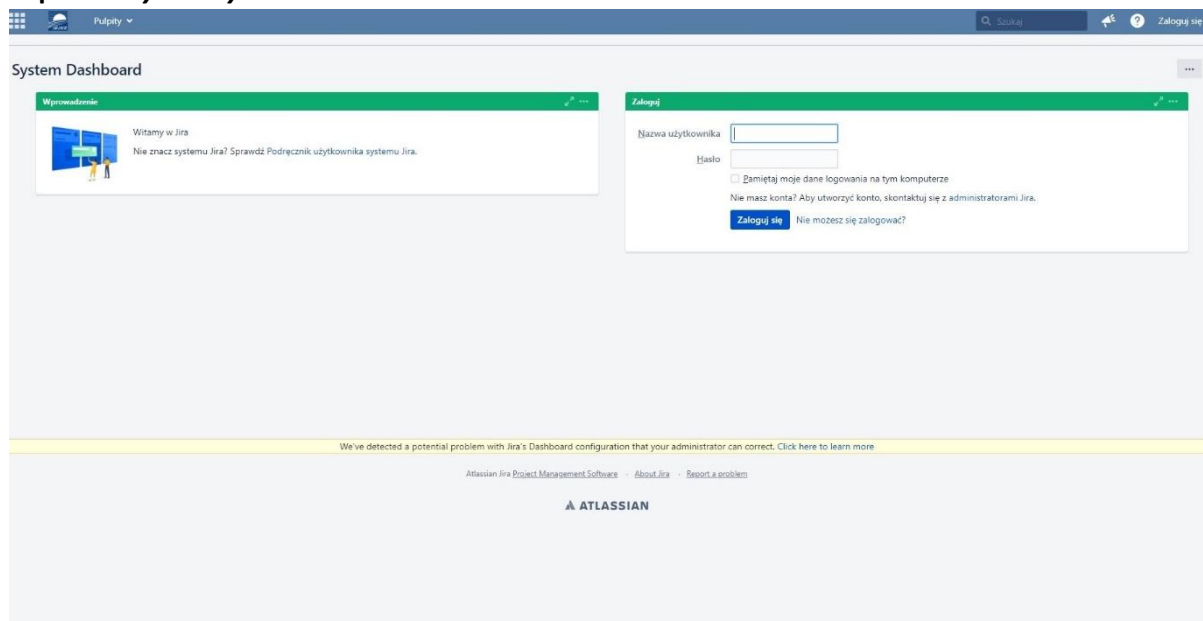 Pulpity
Szukaj
Zaloguj się
System Dashboard
Wprowadzenie
Witamy w Jira
Nie znacz systemu Jira? Sprawdź Podręcznik użytkownika systemu Jira.
Zaloguj
Nazwa użytkownika
Hasło
Pamiętaj moje dane logowania na tym komputerze
Nie masz konta? Aby utworzyć konto, skontaktuj się z administratorami Jira.
Zaloguj się Nie możesz się zalogować?
We've detected a potential problem with Jira's Dashboard configuration that your administrator can correct. Click here to learn more
Atlassian Jira Project Management Software · About Jira · Report a problem
ATLASSIAN